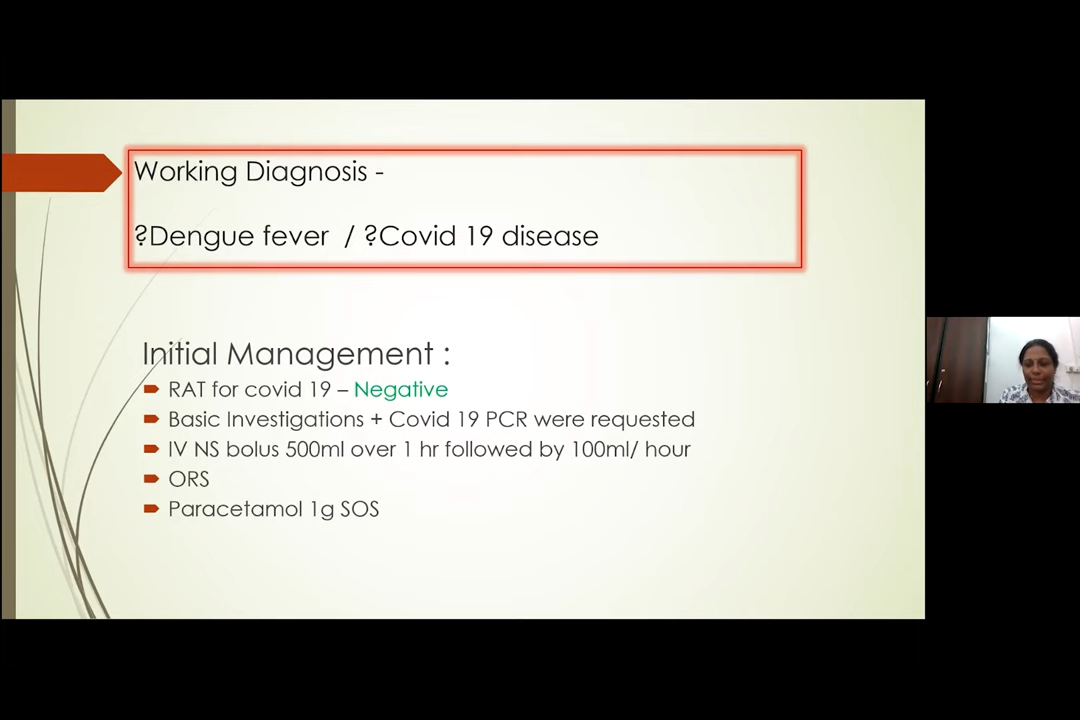 Working Diagnosis -
?Dengue fever / ?Covid 19 disease
Initial Management :
RAT for covid 19 – Negative
Basic Investigations + Covid 19 PCR were requested
IV NS bolus 500ml over 1 hr followed by 100ml/ hour
ORS
Paracetamol 1g SOS